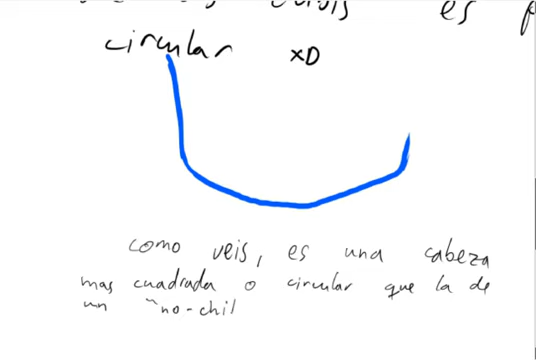 es
circular xD
como veis, es una cabeza
mas cuadrada o circular que la de
un "no-chil